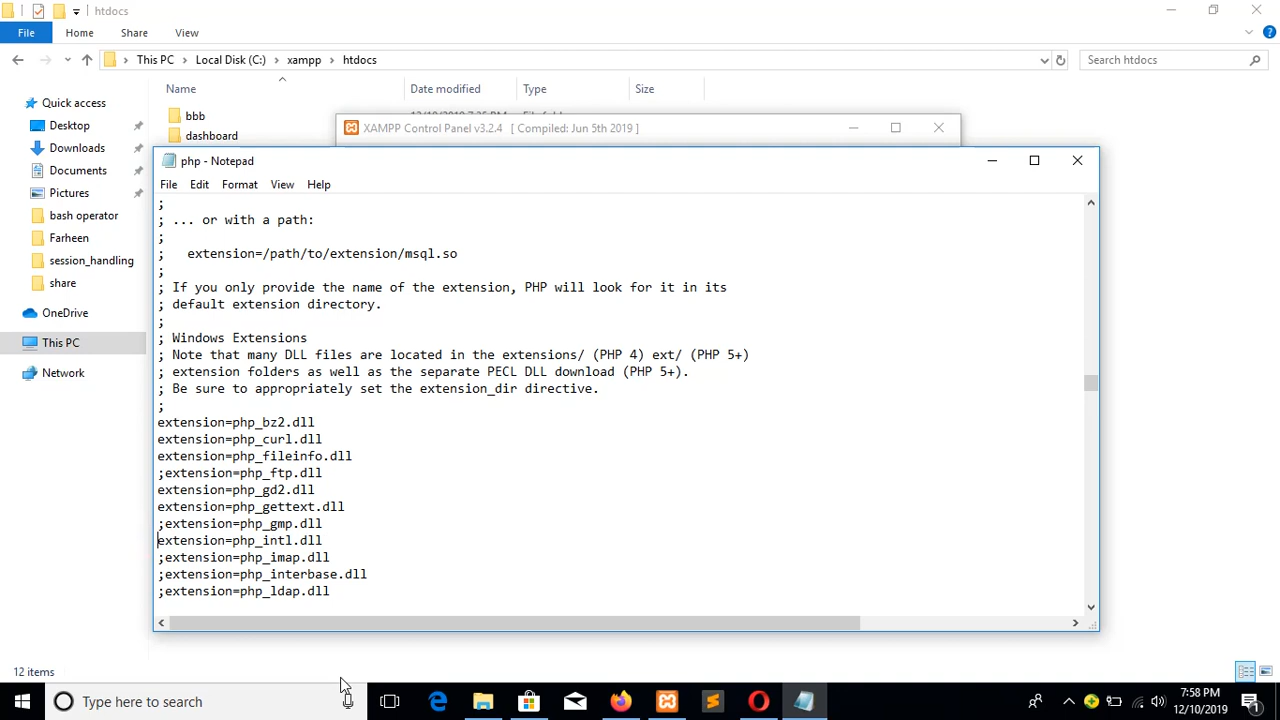 htdocs
File Home Share View
This PC Local Disk (C:) xampp htdocs
Search htdocs
Name Date modified Type Size
Quick access
Desktop
Downloads
Documents
Pictures
bash operator
Farheen
session_handling
share
OneDrive
This PC
Network
bbb
dashboard
XAMPP Control Panel v3.2.4 [ Compiled: Jun 5th 2019 ]
php - Notepad
File Edit Format View Help
;
; ... or with a path:
;
;   extension=/path/to/extension/msql.so
;
; If you only provide the name of the extension, PHP will look for it in its
; default extension directory.
;
; Windows Extensions
; Note that many DLL files are located in the extensions/ (PHP 4) ext/ (PHP 5+)
; extension folders as well as the separate PECL DLL download (PHP 5+).
; Be sure to appropriately set the extension_dir directive.
;
extension=php_bz2.dll
extension=php_curl.dll
extension=php_fileinfo.dll
;extension=php_ftp.dll
extension=php_gd2.dll
extension=php_gettext.dll
;extension=php_gmp.dll
extension=php_intl.dll
;extension=php_imap.dll
;extension=php_interbase.dll
;extension=php_ldap.dll
12 items
Type here to search
7:58 PM
12/10/2019
1